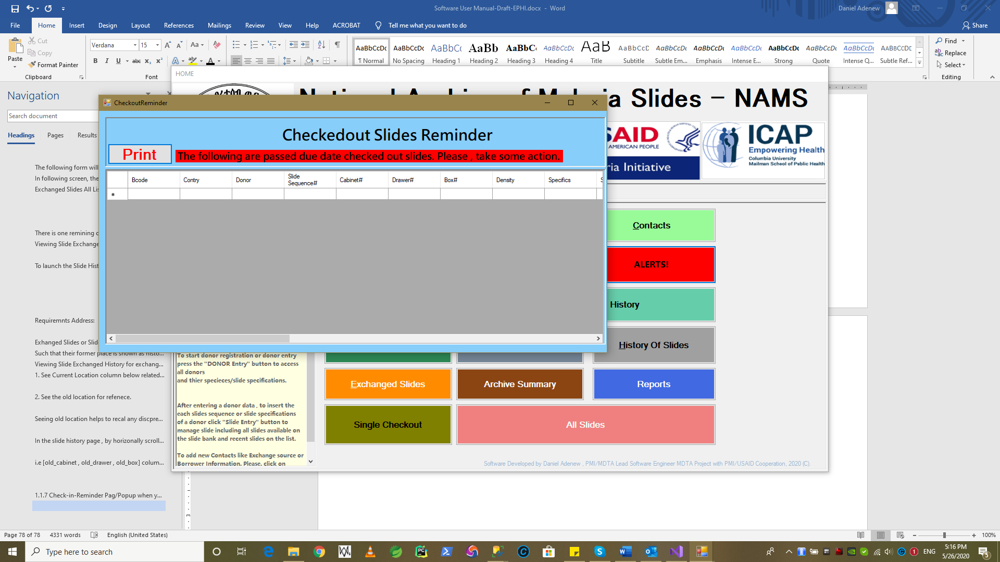 Software User Manual-Draft-EPHI.docx - Word
Daniel Adenew
File Home Insert Design Layout References Mailings Review View Help ACROBAT Tell me what you want to do Share
Paste
Cut
Copy
Format Painter
Clipboard
Verdana 15
Font
AaBbCcDc AaBbCcDc AaBbCc AaBb AaBbC AaBbCcDc AaB AaBbCcD AaBbCcDc AaBbCcDc AaBbCcDc AaBbCcDc AaBbCcDc AaBbCcDc AABBCCDE
¶ Normal No Spacing Heading 1 Heading 2 Heading 3 Heading 4 Title Subtitle Subtle Em... Emphasis Intense E... Strong Quote Intense Q... Subtle Ref...
Find
Replace
Select
Editing
Navigation
Search document
Headings Pages Results
The following form will
In following screen, the
Exchanged Slides All Lis
There is one remining
Viewing Slide Exchange
To launch the Slide Hist
Requiremnts Address:
Exhanged Slides or Slid
Such that their former place is shown as histo...
Viewing Slide Exchanged History for exchang...
1. See Current Location column below related...
2. See the old location for refenece.
Seeing old location helps to recal any discpre...
In the slide history page , by horizonally scroll...
i.e [old_cabinet , old_drawer , old_box] colum...
1.1.7 Check-in-Reminder Pag/Popup when y...
HOME
a Slides – NAMS
CheckoutReminder
Checkedout Slides Reminder
Print
The following are passed due date checked out slides. Please , take some action.
Bcode Contry Donor Slide Sequence# Cabinet# Drawer# Box# Density Specifics
SAID
AMERICAN PEOPLE
ria Initiative
ICAP
Empowering Health
Columbia University
Mailman School of Public Health
Contacts
ALERTS!
History
History Of Slides
Exchanged Slides
Archive Summary
Reports
Single Checkout
All Slides
To start donor registration or donor entry
press the "DONOR Entry" button to access
all donors
and thier specieces/slide specifications.
After entering a donor data , to insert the
each slides sequence or slide specifications
of a donor click "Slide Entry" button to
manage slide including all slides available on
the slide bank and recent slides on the list.
To add new Contacts like Exchange source or
Borrower Information. Please, click on
Software Developed by Daniel Adenew , PMI/MDTA Lead Software Engineer MDTA Project with PMI/USAID Cooperation, 2020 (C).
Page 78 of 78 4331 words English (United States)
100%
Type here to search
ENG
5:16 PM
5/26/2020
5